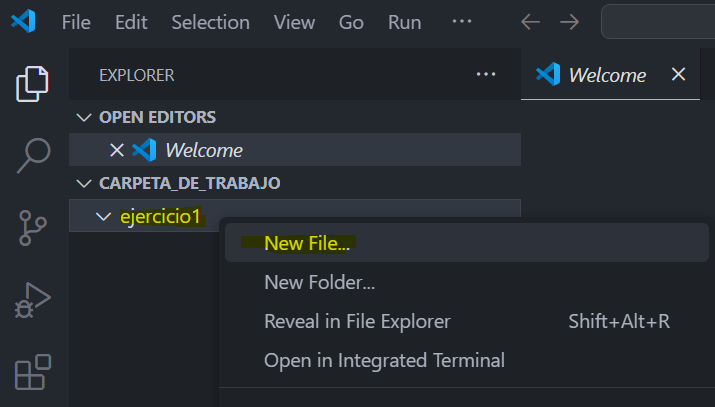 File Edit Selection View Go Run ...
EXPLORER ...
Welcome
OPEN EDITORS
Welcome
CARPETA_DE_TRABAJO
ejercicio1
New File...
New Folder...
Reveal in File Explorer Shift+Alt+R
Open in Integrated Terminal